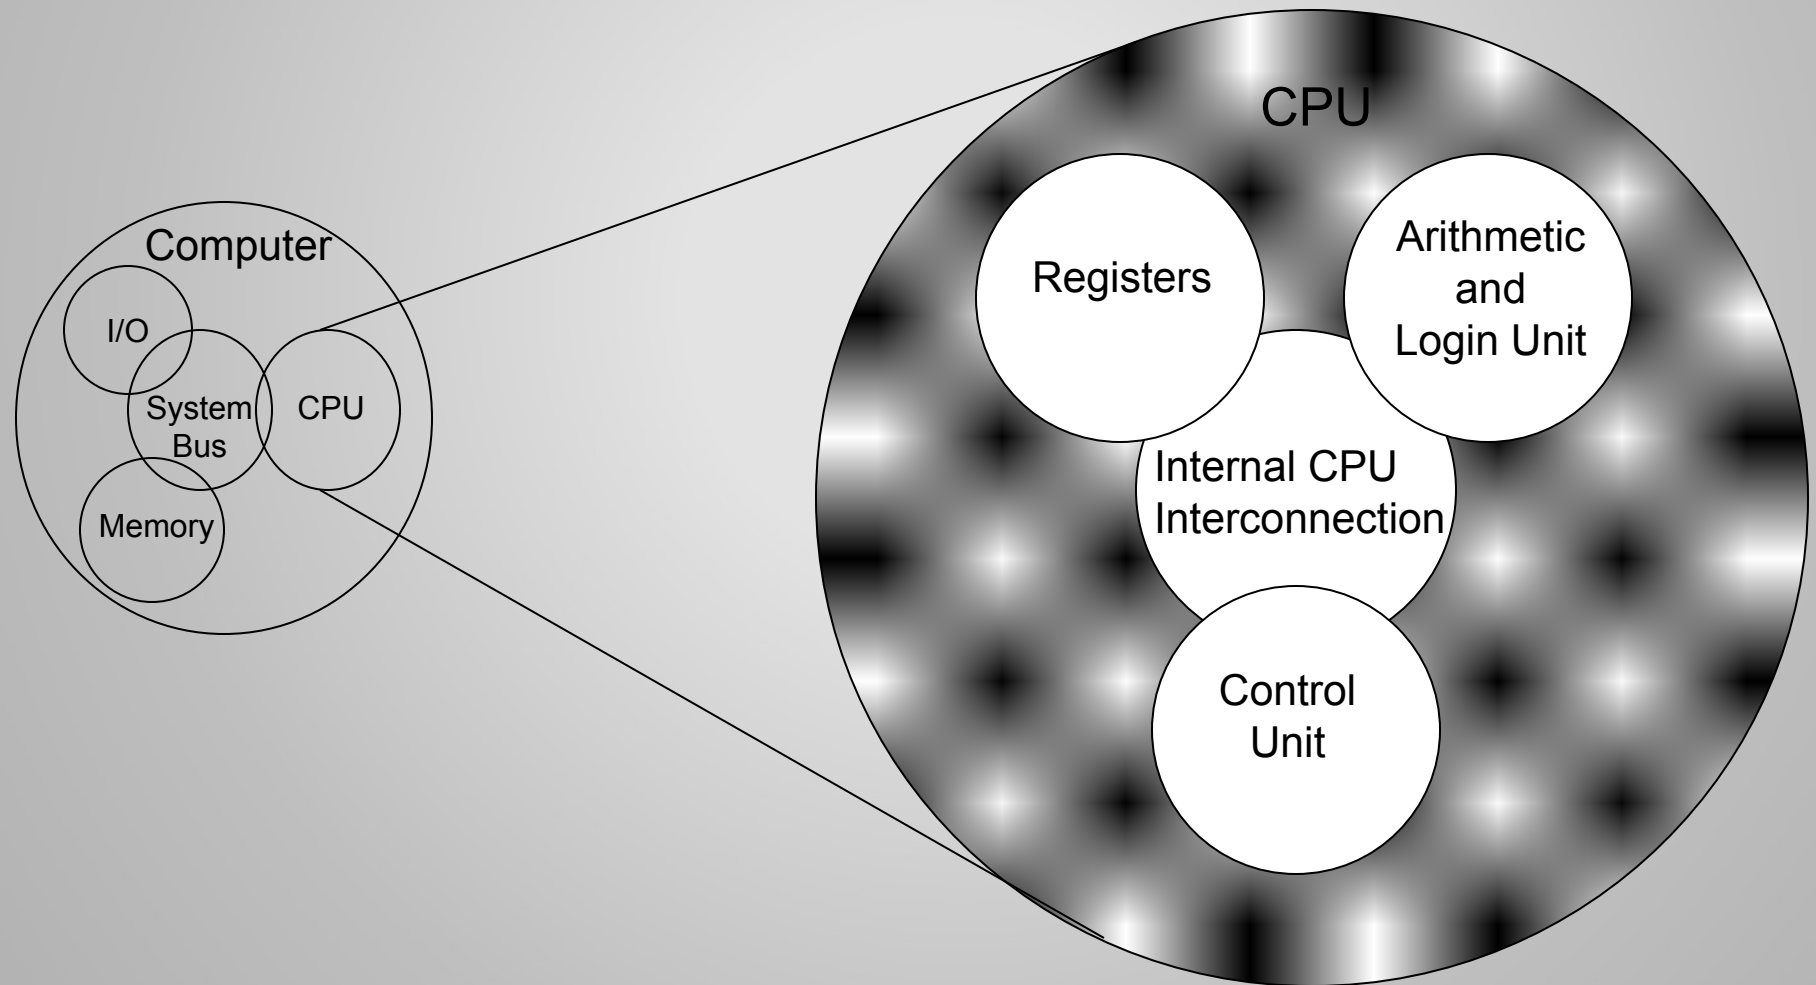 Computer
I/O
System
Bus
CPU
Memory
CPU
Registers
Arithmetic
and
Login Unit
Internal CPU
Interconnection
Control
Unit